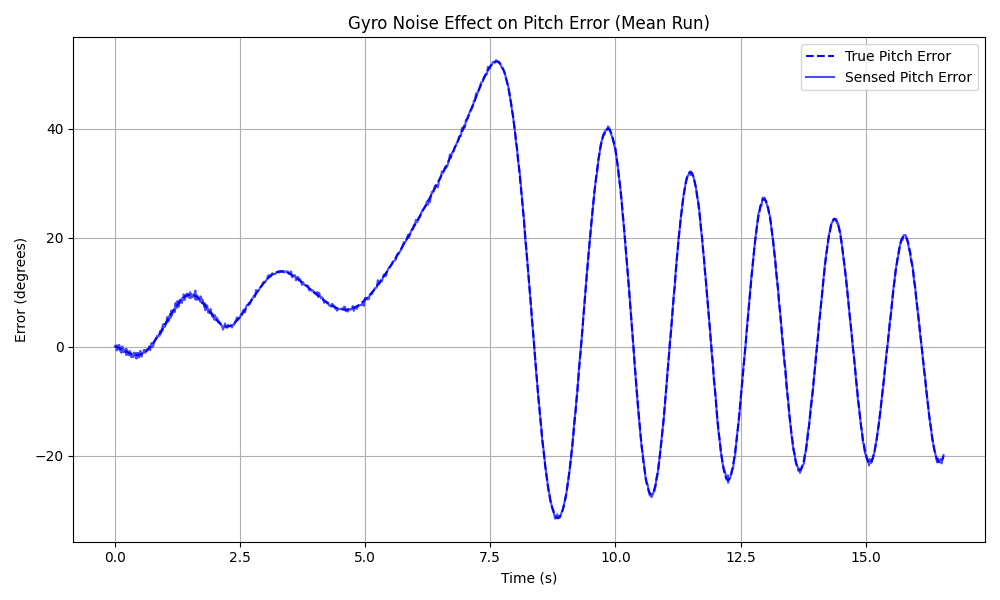 Gyro Noise Effect on Pitch Error (Mean Run)
True Pitch Error
Sensed Pitch Error
Error (degrees)
40
20
0
−20
0.0
2.5
5.0
7.5
10.0
12.5
15.0
Time (s)